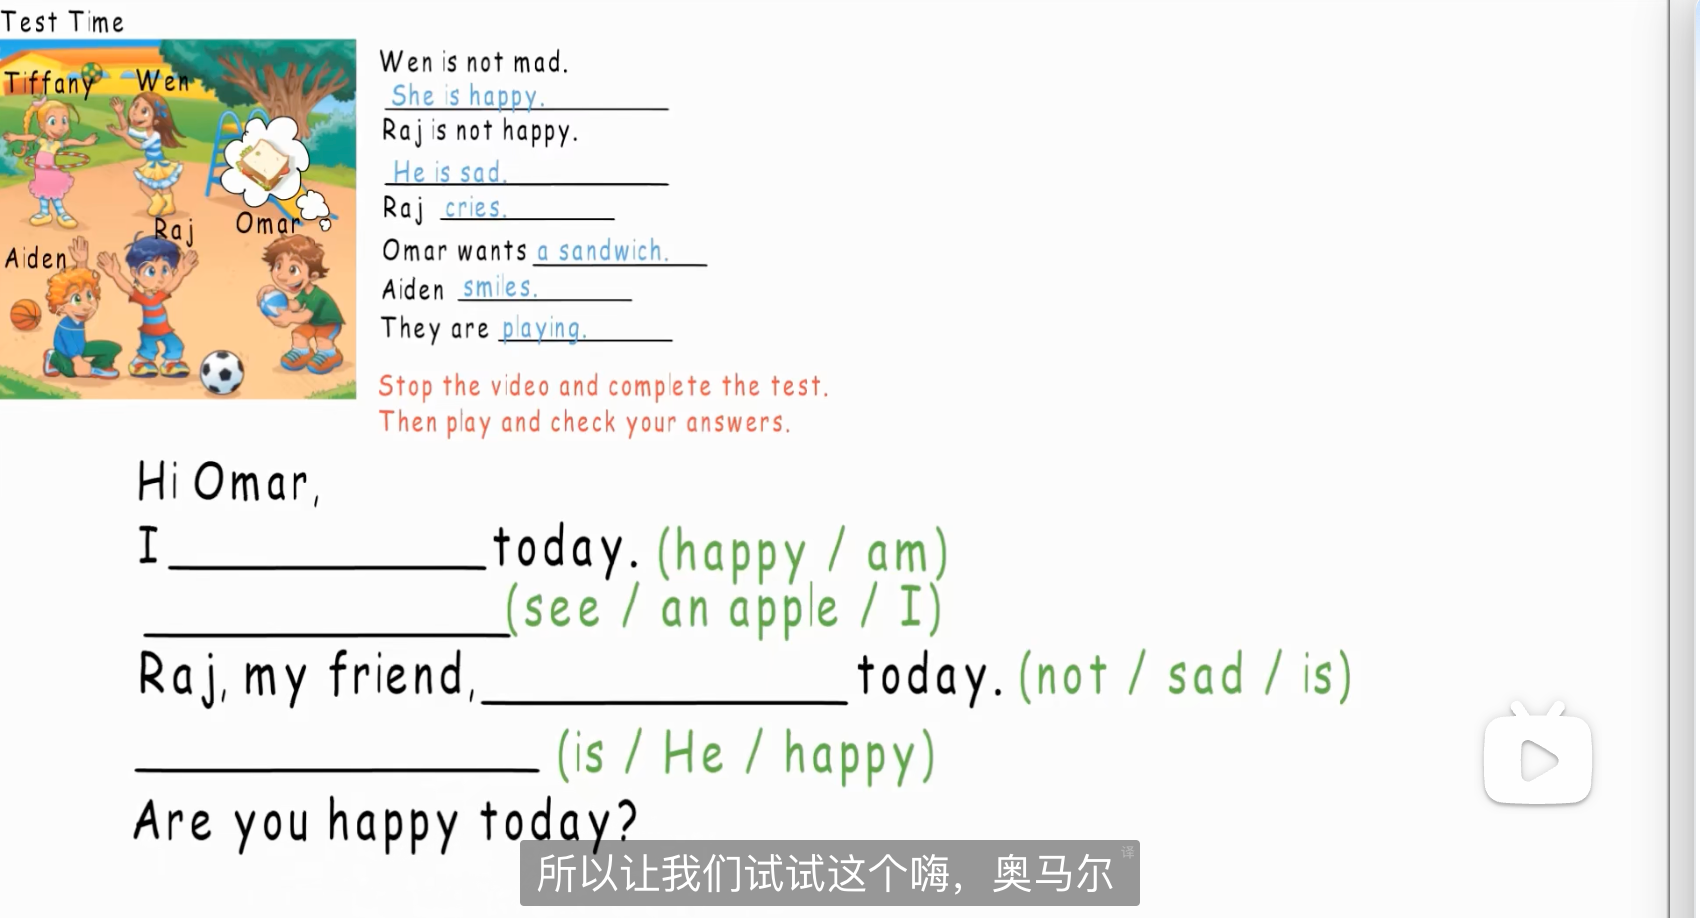 Test Time
Tiffany
Wen
Raj
Omar
Aiden
Wen is not mad.
She is happy.
Raj is not happy.
He is sad.
Raj cries.
Omar wants a sandwich.
Aiden smiles.
They are playing.
Stop the video and complete the test.
Then play and check your answers.
Hi Omar,
I ____________ today. (happy / am)
____________ (see / an apple / I)
Raj, my friend, ____________ today. (not / sad / is)
____________ (is / He / happy)
Are you happy today?
所以让我们试试这个嗨，奥马尔
译